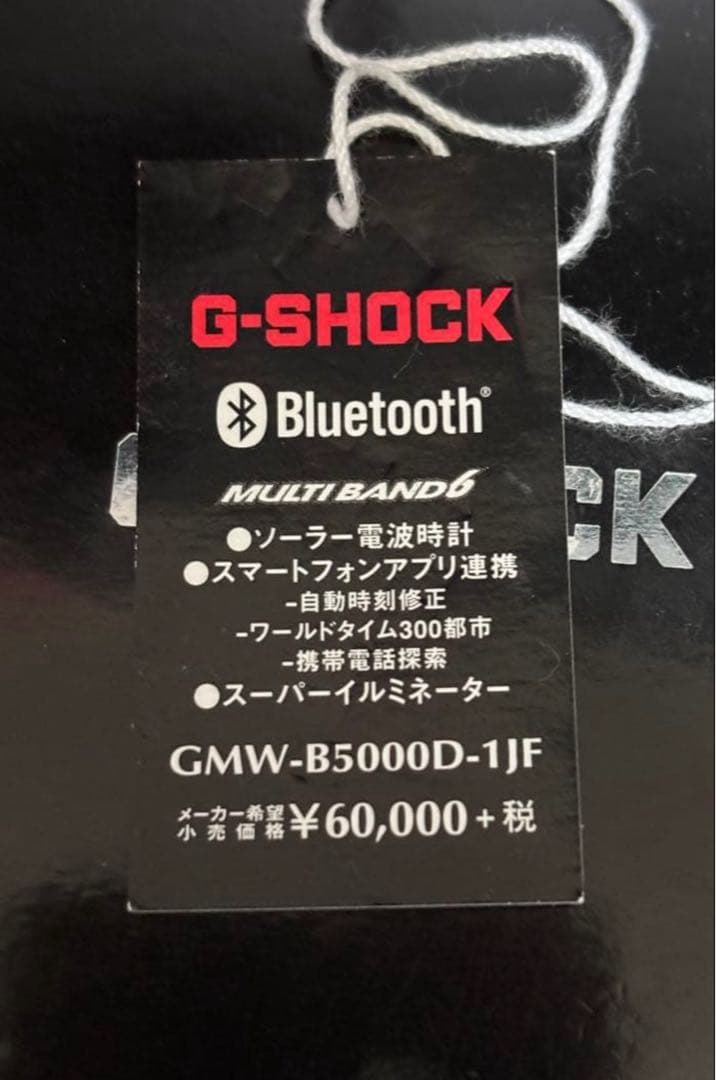 G-SHOCK
Bluetooth®
MULTI BAND 6
●ソーラー電波時計
●スマートフォンアプリ連携
-自動時刻修正
-ワールドタイム300都市
-携帯電話探索
●スーパーイルミネーター
GMW-B5000D-1JF
メーカー希望小売価格 ¥60,000+税
CK